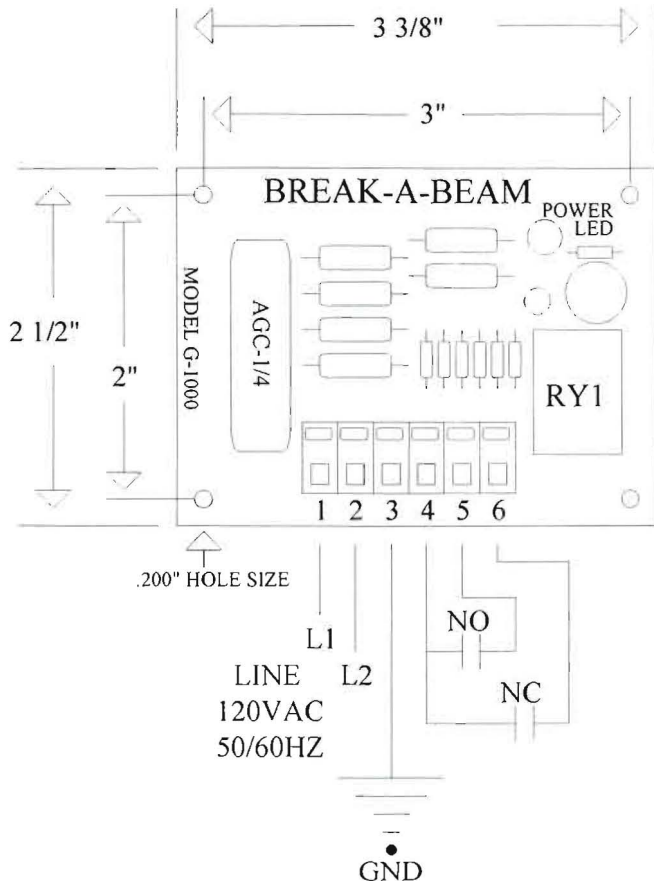 3 3/8"
3"
BREAK-A-BEAM
POWER
LED
2 1/2"
2"
MODEL G-1000
AGC-1/4
RY1
1 2 3 4 5 6
.200" HOLE SIZE
L1
L2
LINE
120VAC
50/60HZ
NO
NC
GND